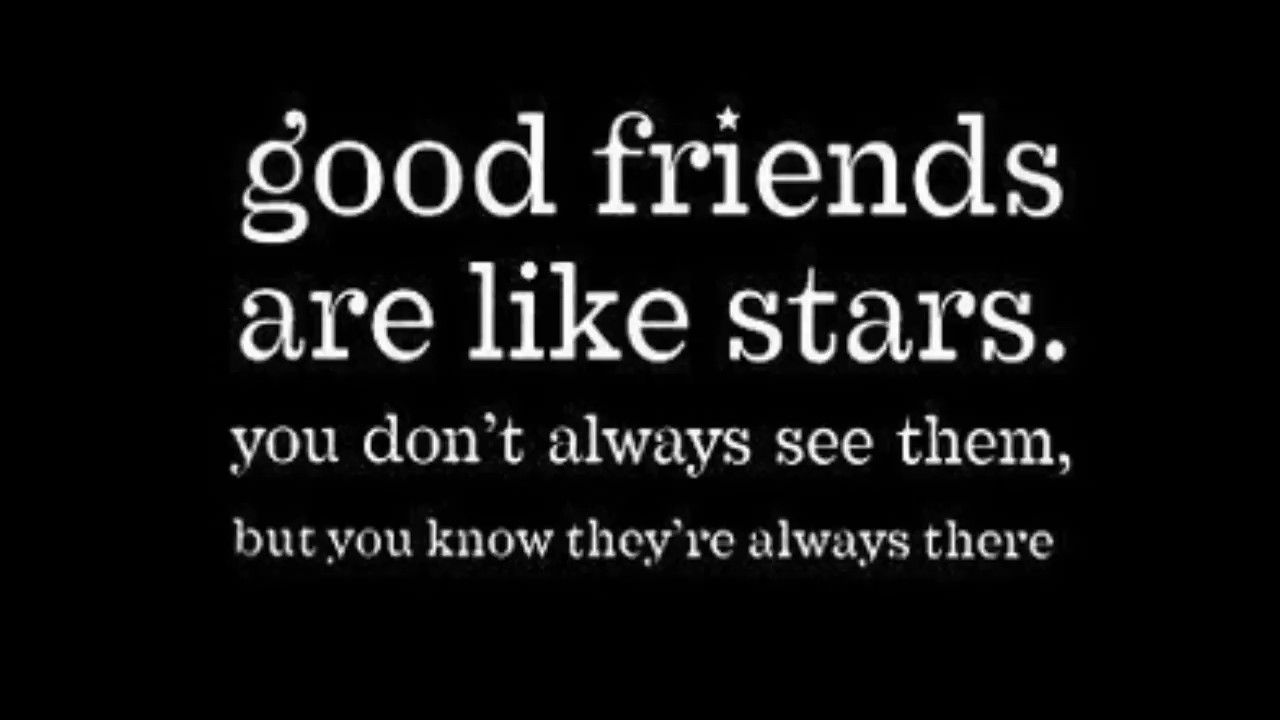 good friends
are like stars.
you don’t always see them,
but you know they’re always there